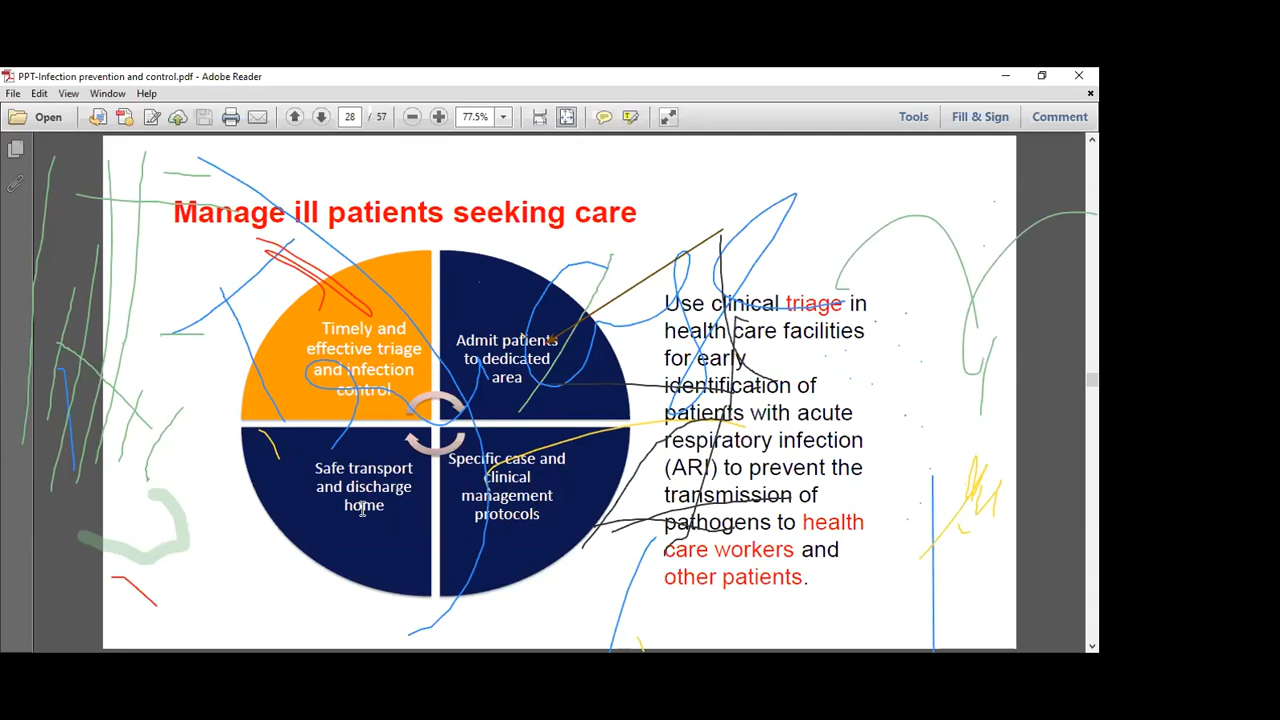 PPT-Infection prevention and control.pdf - Adobe Reader
File Edit View Window Help
Open 28 / 57 77.5% Tools Fill & Sign Comment
Manage ill patients seeking care
Timely and
effective triage
and infection
control
Admit patients
to dedicated
area
Safe transport
and discharge
home
Specific case and
clinical
management
protocols
Use clinical triage in
health care facilities
for early
identification of
patients with acute
respiratory infection
(ARI) to prevent the
transmission of
pathogens to health
care workers and
other patients.